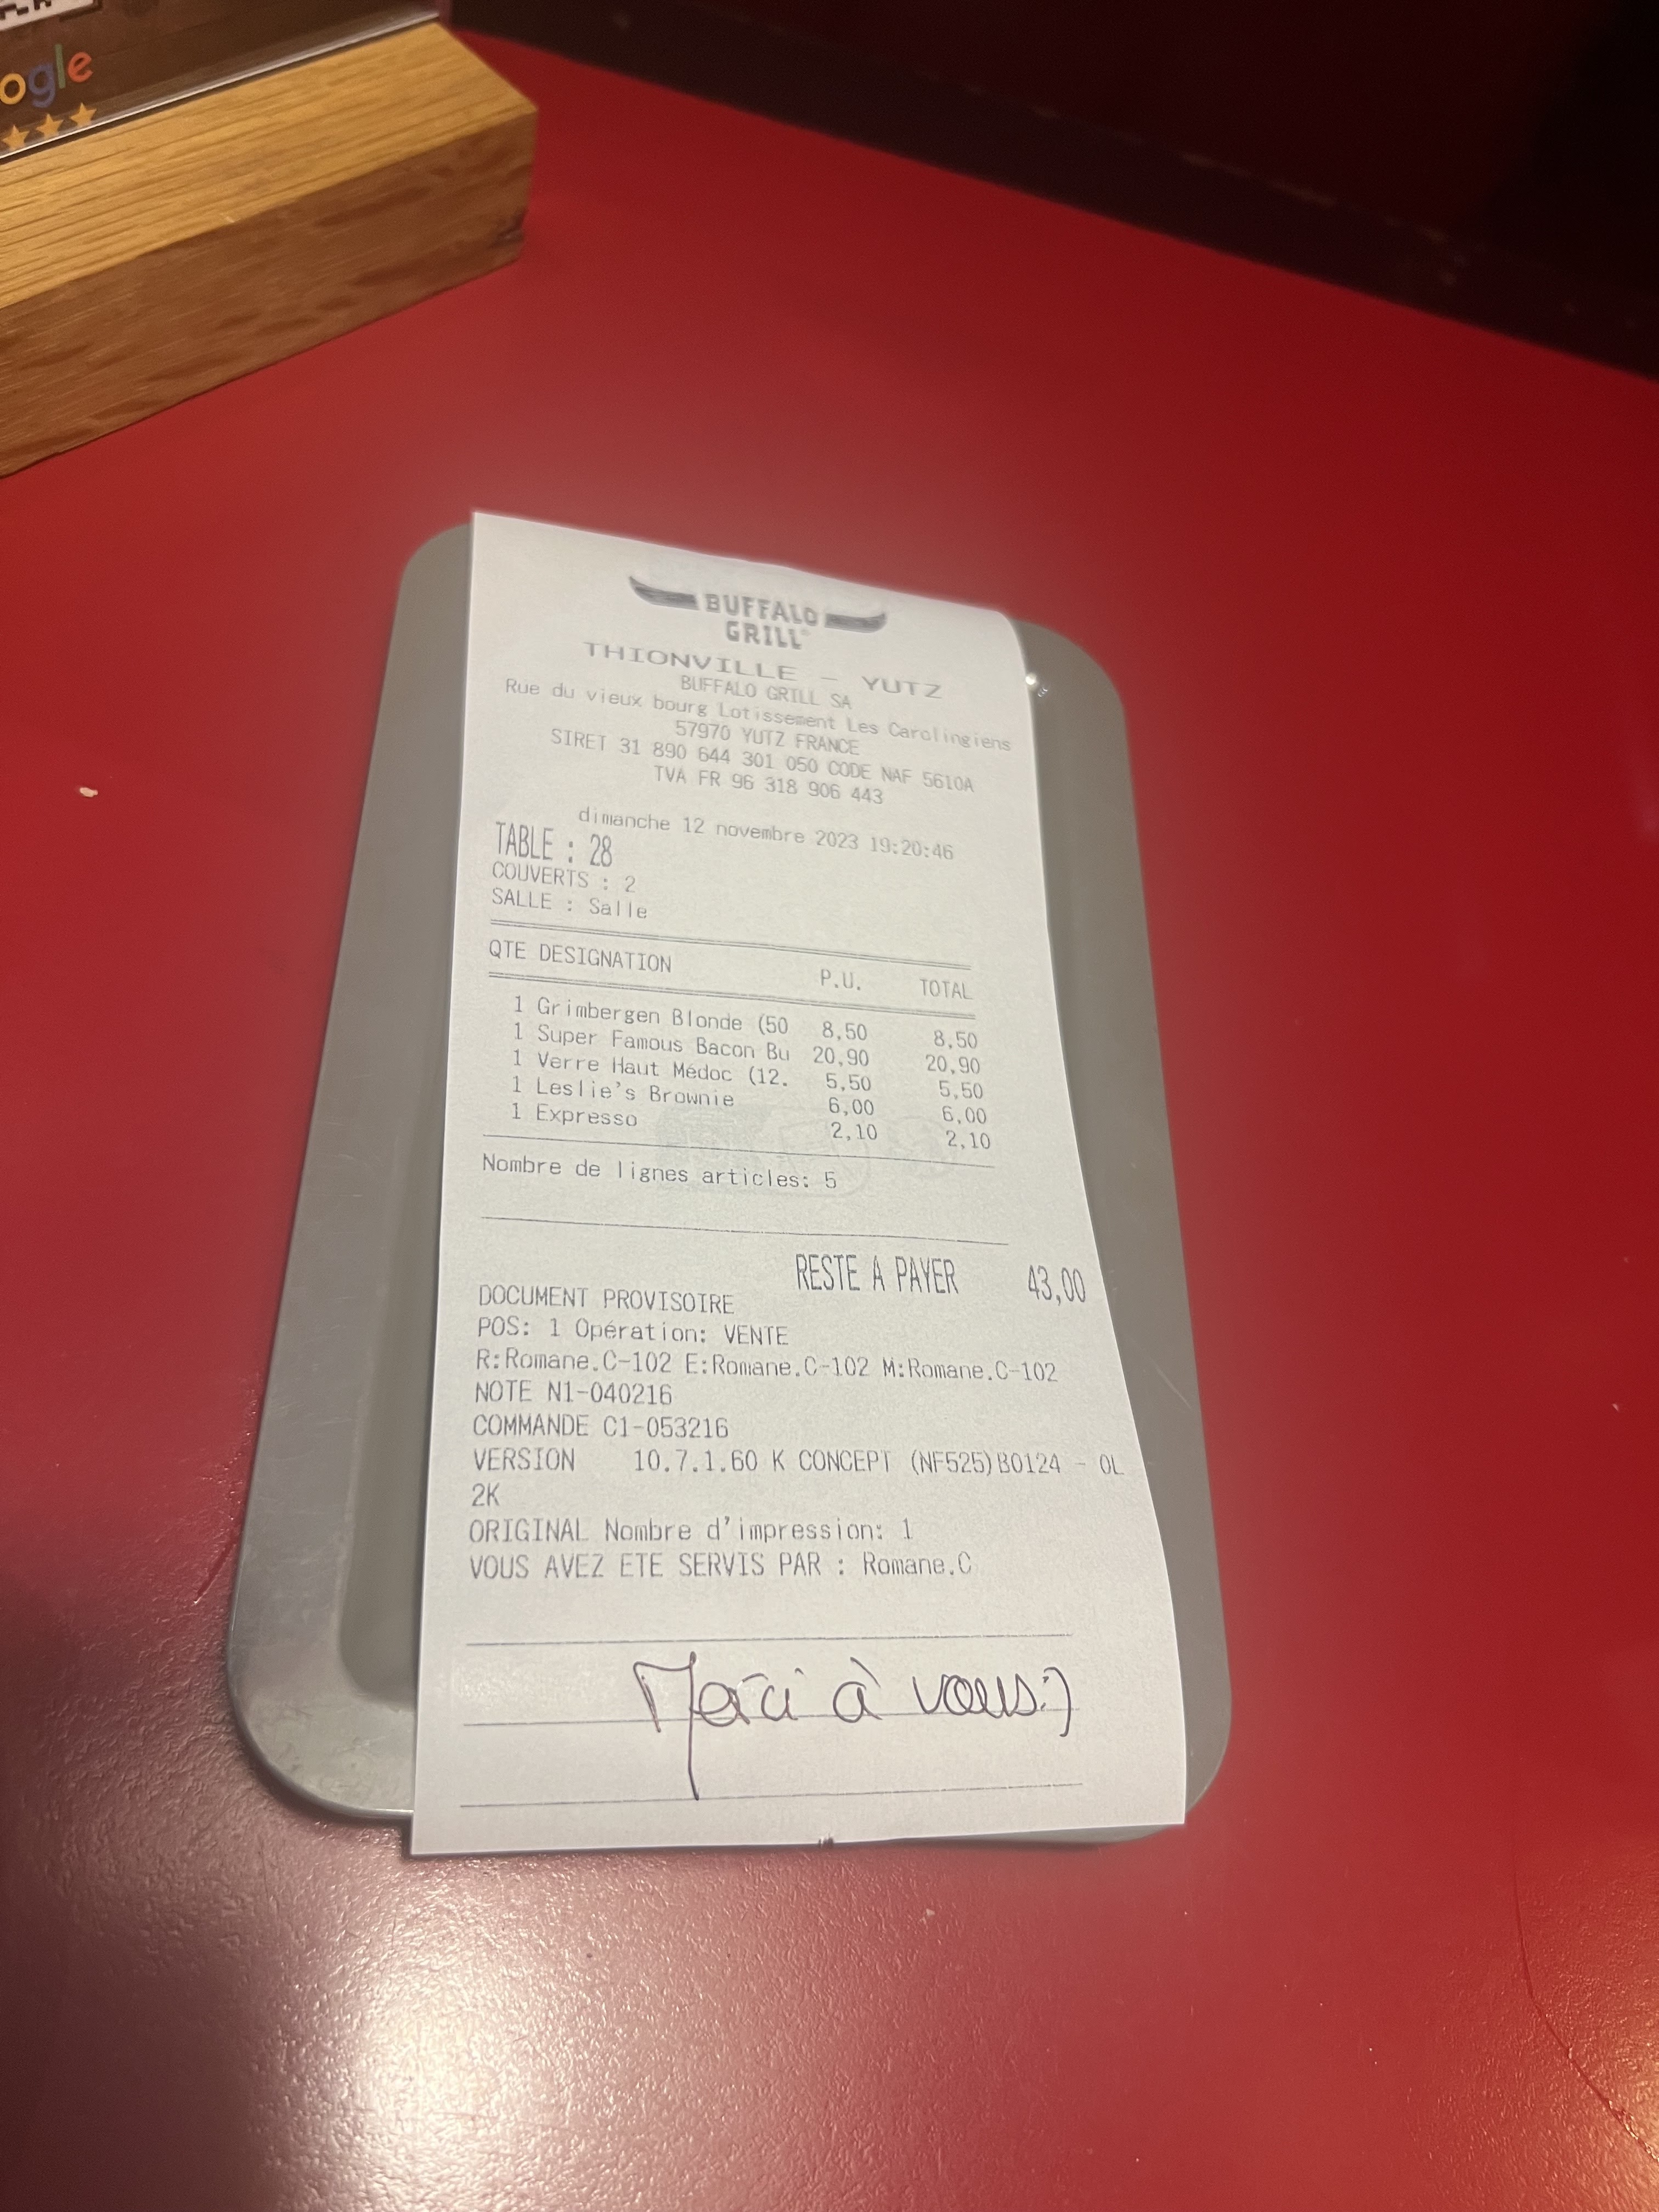 ogle
BUFFALO
GRILL
THIONVILLE - YUTZ
BUFFALO GRILL SA
Rue du vieux bourg Lotissement Les Carolingiens
57970 YUTZ FRANCE
SIRET 31 890 644 301 050 CODE NAF 5610A
TVA FR 96 318 906 443
dimanche 12 novembre 2023 19:20:46
TABLE : 28
COUVERTS : 2
SALLE : Salle
QTE DESIGNATION P.U. TOTAL
1 Grimbergen Blonde (50 8,50 8,50
1 Super Famous Bacon Bu 20,90 20,90
1 Verre Haut Médoc (12. 5,50 5,50
1 Leslie's Brownie 6,00 6,00
1 Expresso 2,10 2,10
Nombre de lignes articles: 5
RESTE A PAYER 43,00
DOCUMENT PROVISOIRE
POS: 1 Opération: VENTE
R:Romane.C-102 E:Romane.C-102 M:Romane.C-102
NOTE N1-040216
COMMANDE C1-053216
VERSION 10.7.1.60 K CONCEPT (NF525)B0124 - OL
2K
ORIGINAL Nombre d'impression: 1
VOUS AVEZ ETE SERVIS PAR : Romane.C
Merci à vous:)